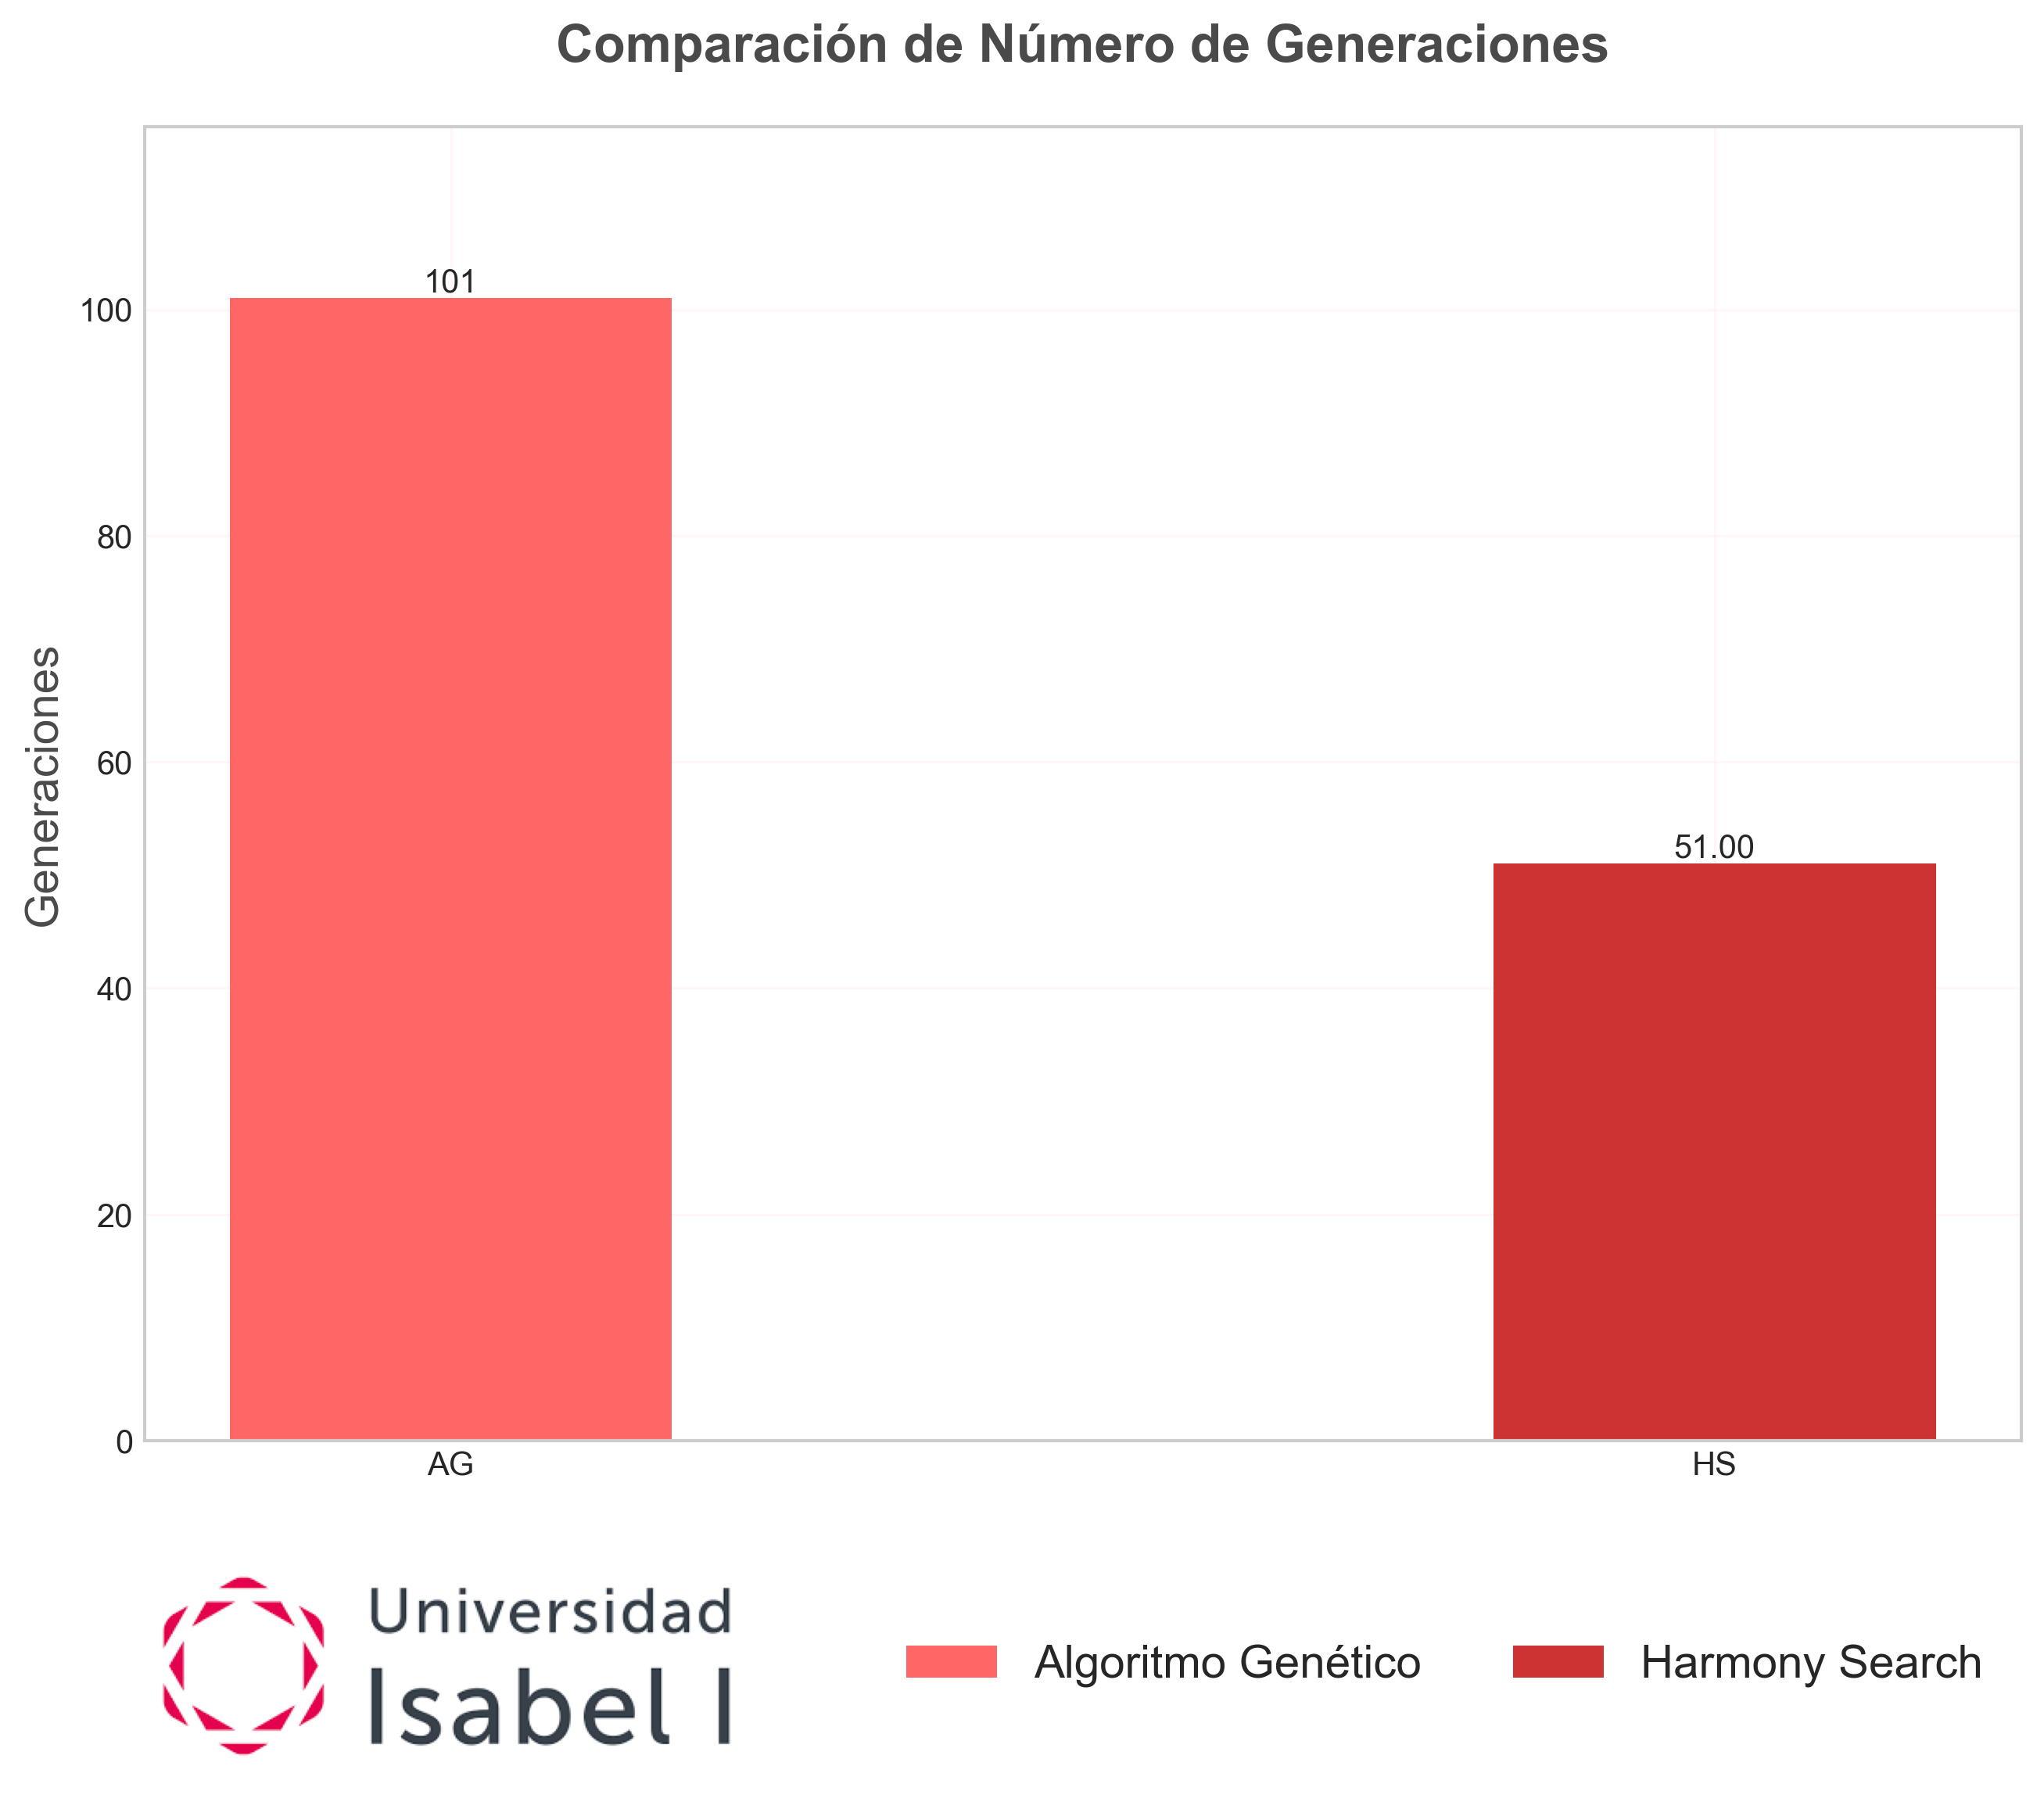 Comparación de Número de Generaciones
Generaciones
100
80
60
40
20
0
101
51.00
AG
HS
Universidad
Isabel I
Algoritmo Genético
Harmony Search